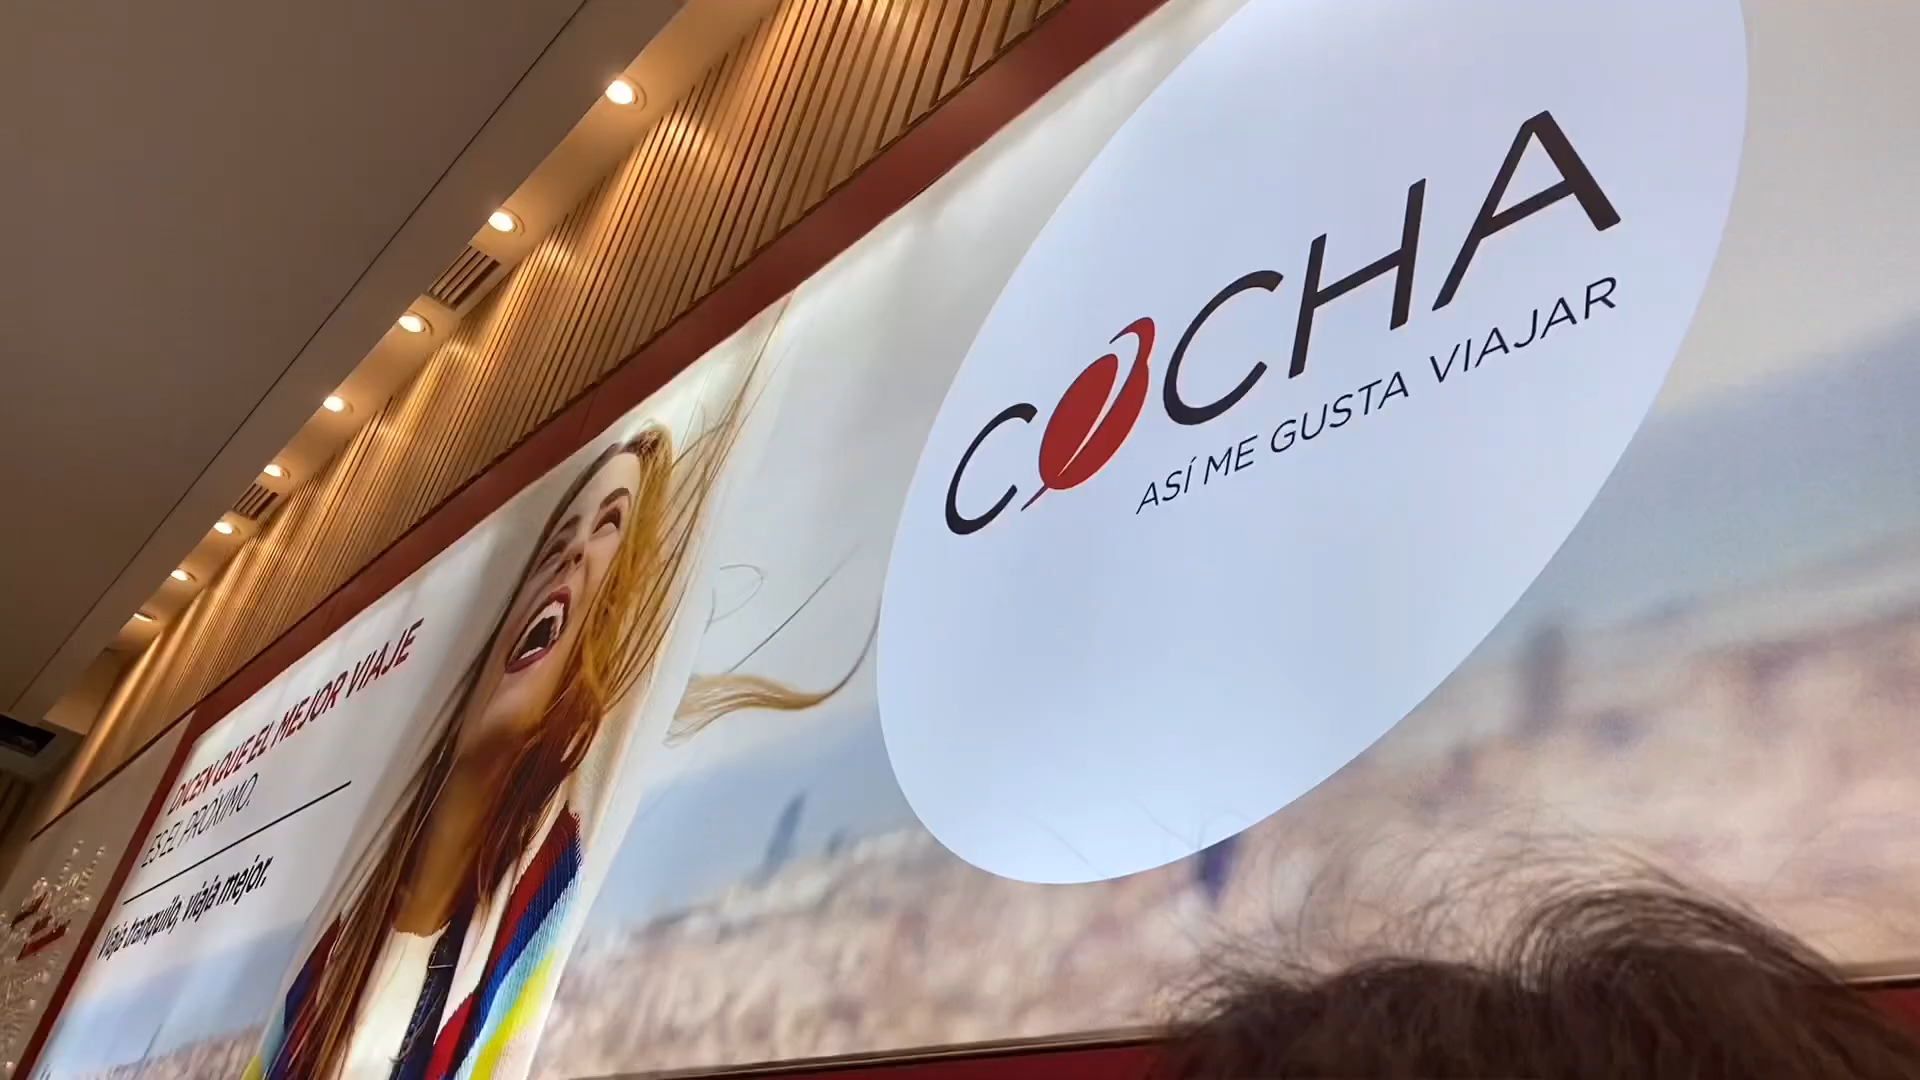 COCHA
ASÍ ME GUSTA VIAJAR
DICEN QUE EL MEJOR VIAJE
ES EL PRÓXIMO.
Viaja tranquilo, viaja mejor.